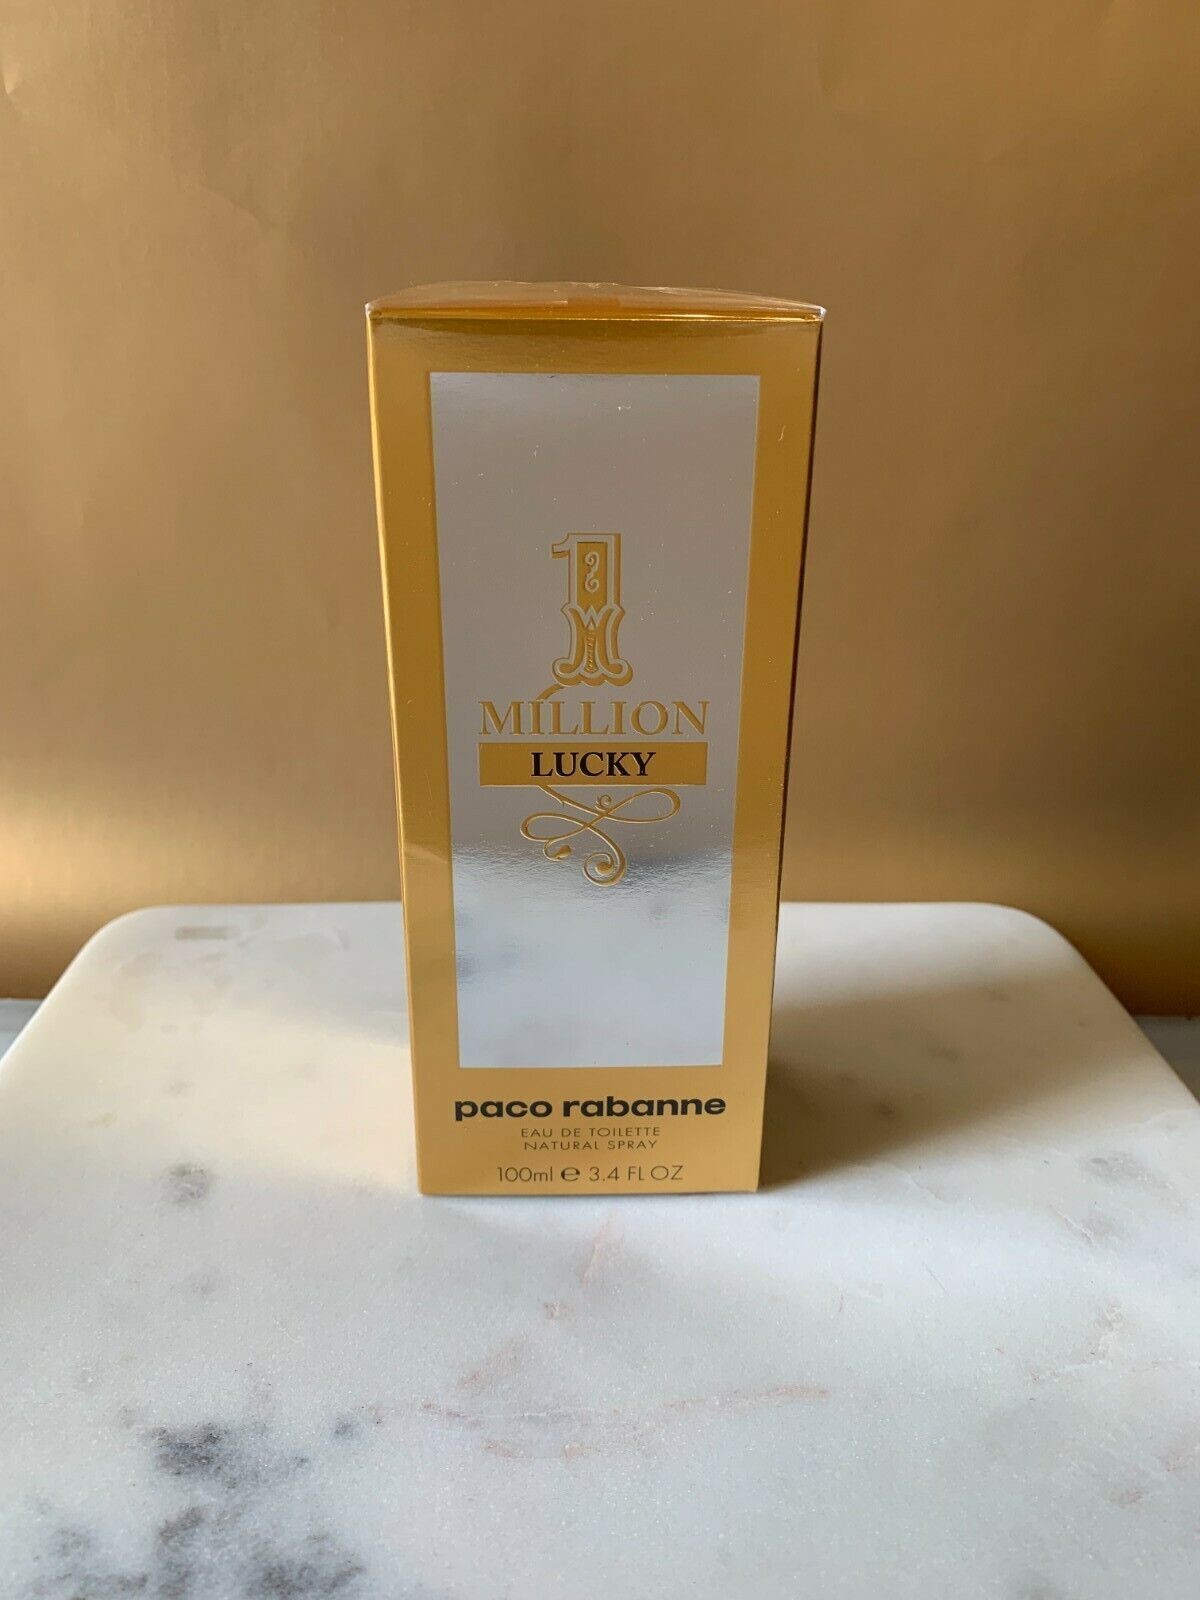 1
MILLION
LUCKY
paco rabanne
EAU DE TOILETTE
NATURAL SPRAY
100ml ℮ 3.4 FL OZ